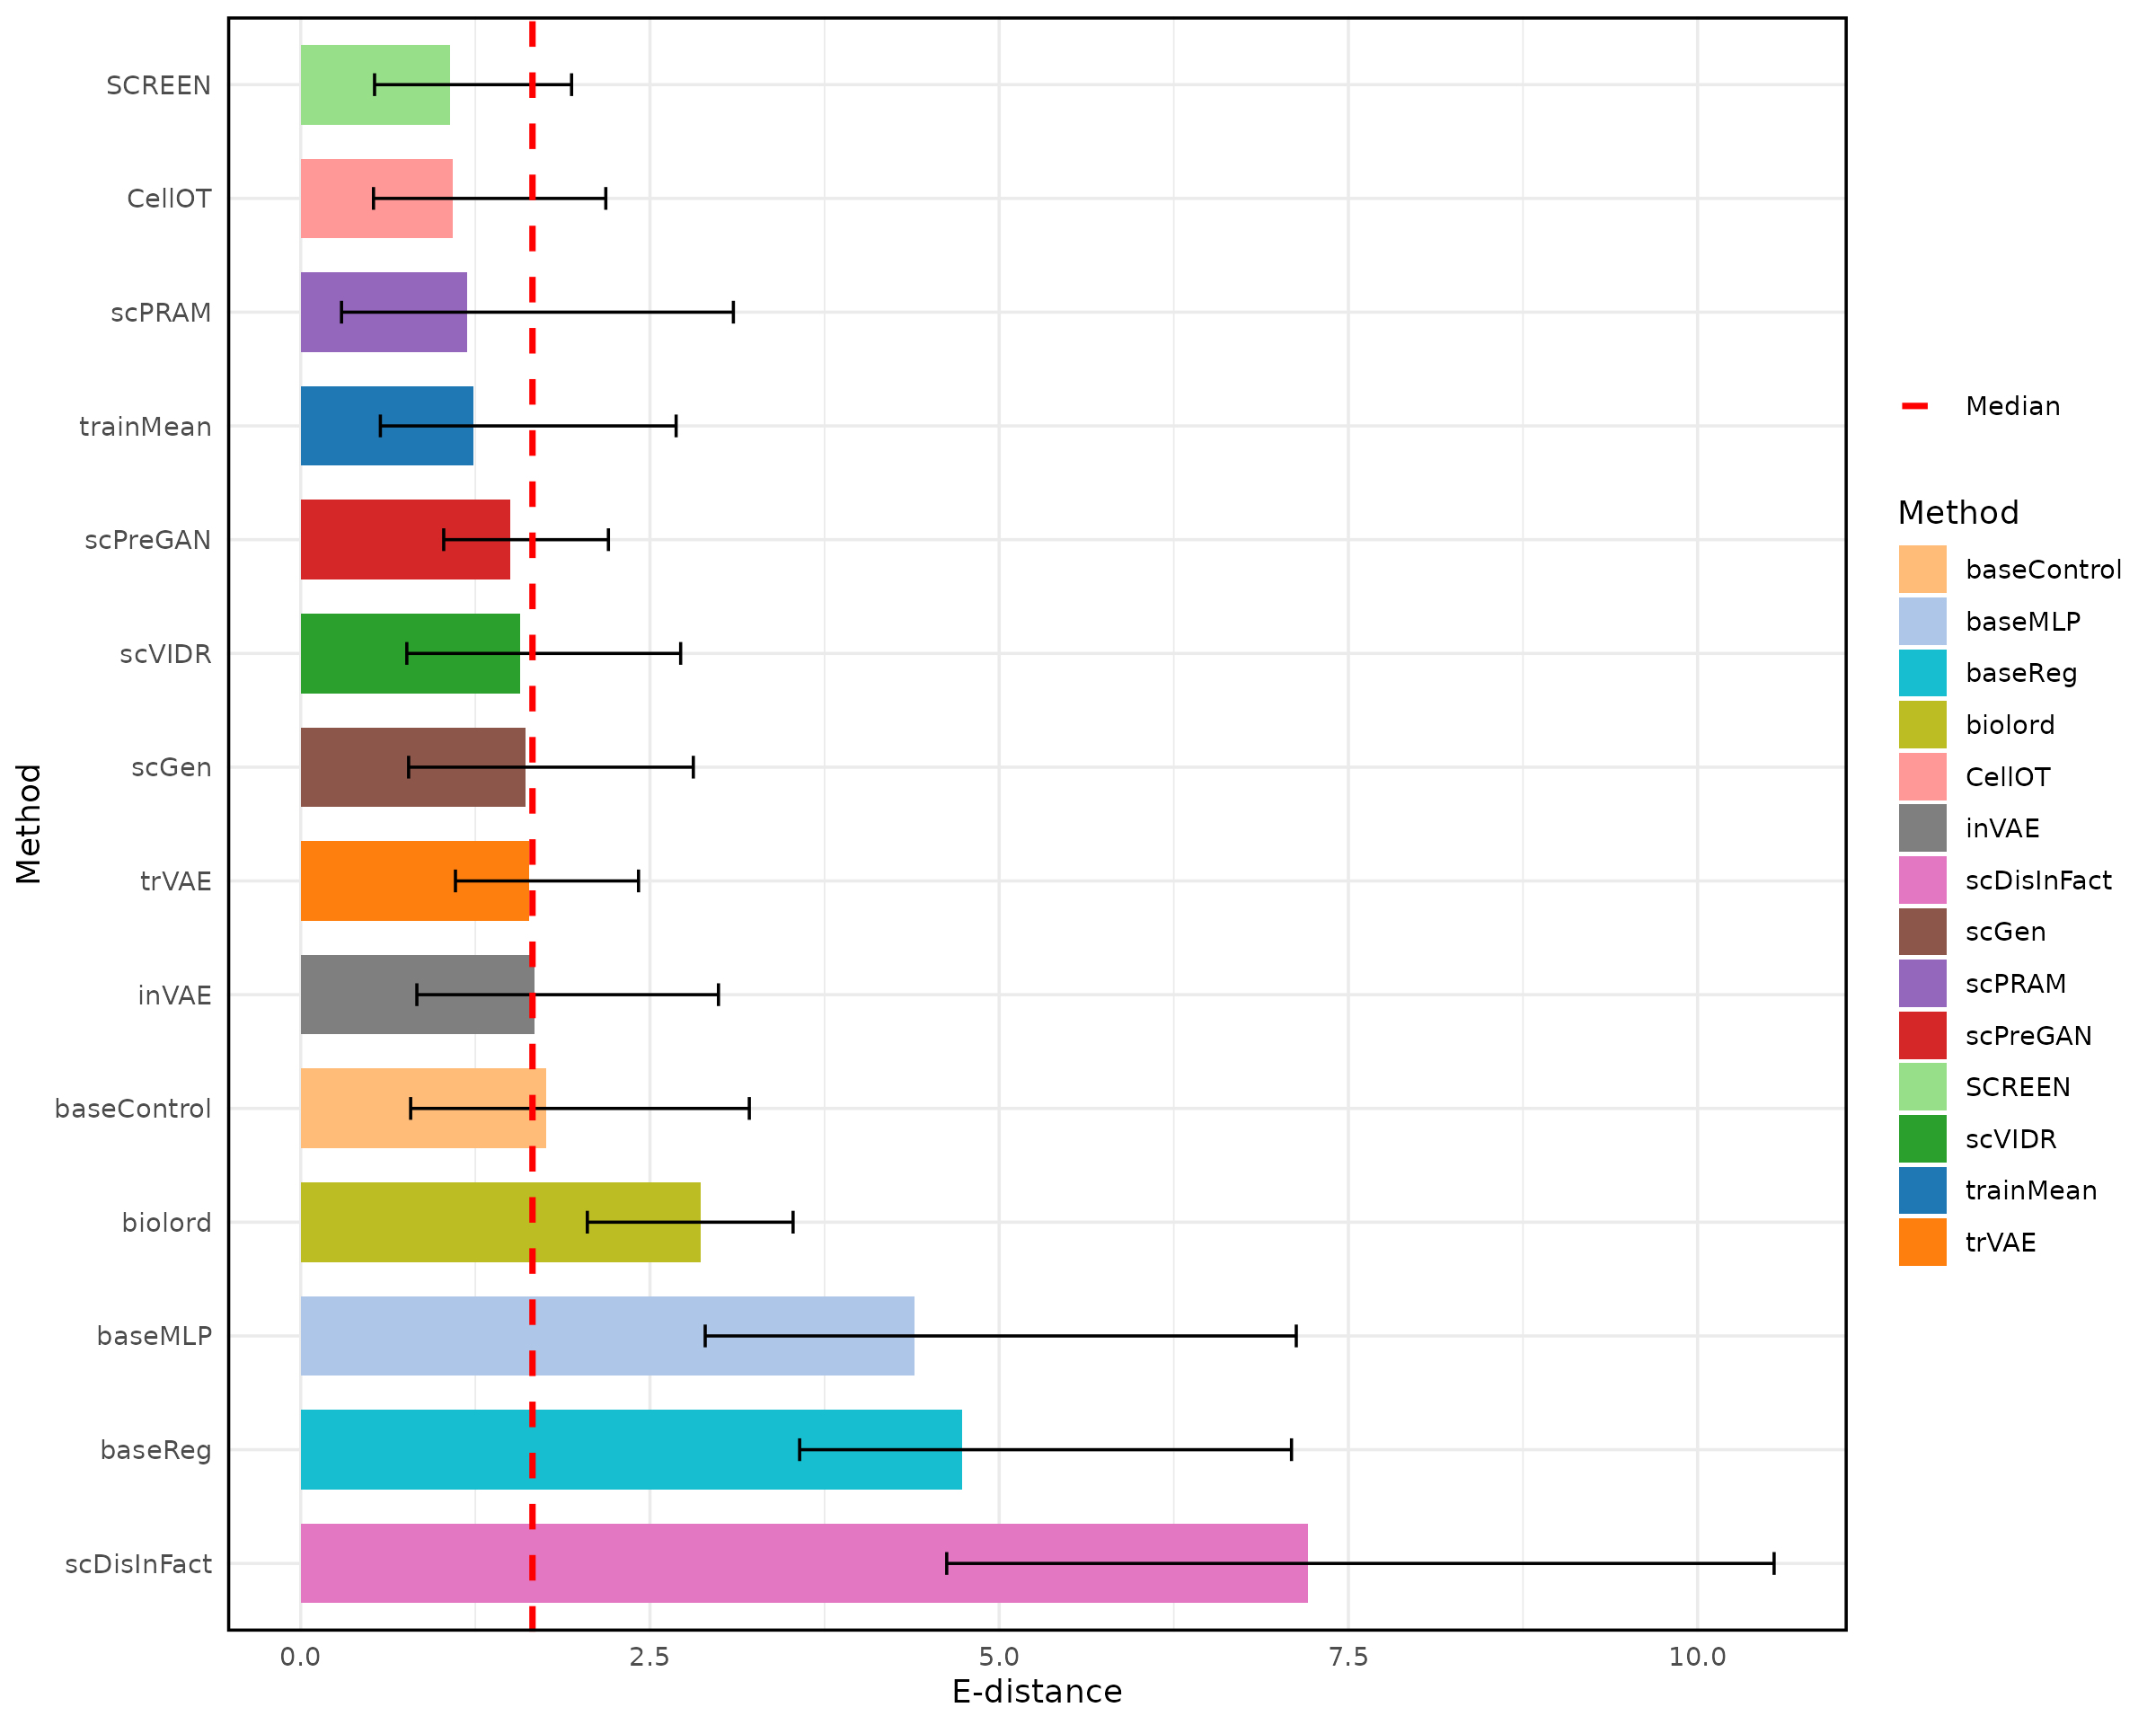 Method
SCREEN
CellOT
scPRAM
trainMean
scPreGAN
scVIDR
scGen
trVAE
inVAE
baseControl
biolord
baseMLP
baseReg
scDisInFact
0.0 2.5 5.0 7.5 10.0
E-distance
Median
Method
baseControl
baseMLP
baseReg
biolord
CellOT
inVAE
scDisInFact
scGen
scPRAM
scPreGAN
SCREEN
scVIDR
trainMean
trVAE